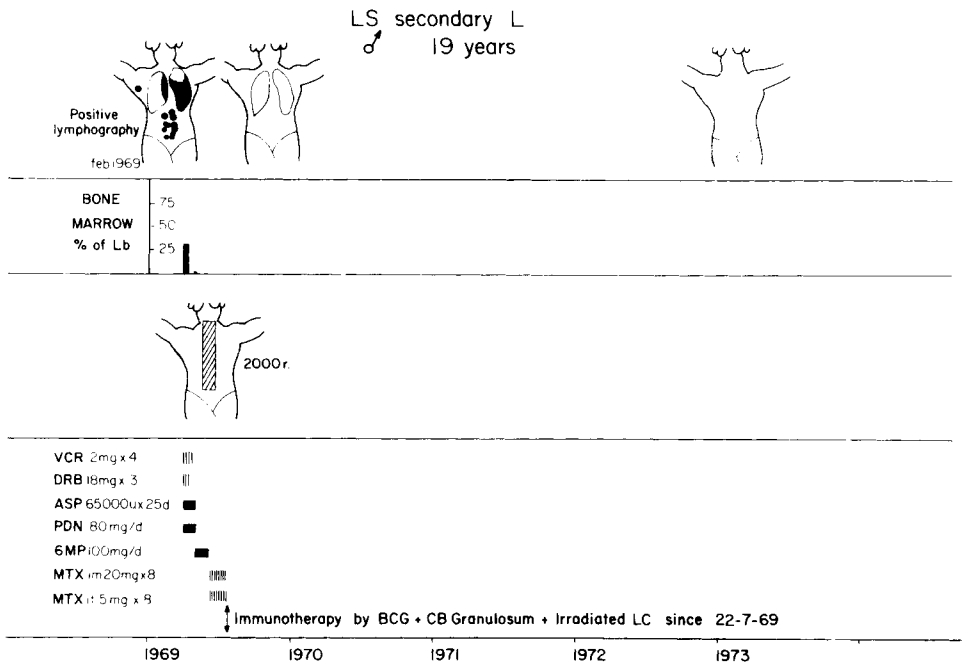 LS secondary L
♂ 19 years
Positive
lymphography
feb 1969
BONE
MARROW
% of Lb
75
50
25
2000 r.
VCR 2mg x 4
DRB 18mg x 3
ASP 65000u x 25d
PDN 80mg/d
6MP 100mg/d
MTX im 20mg x 8
MTX it 5mg x 8
Immunotherapy by BCG + CB Granulosum + Irradiated LC since 22-7-69
1969 1970 1971 1972 1973